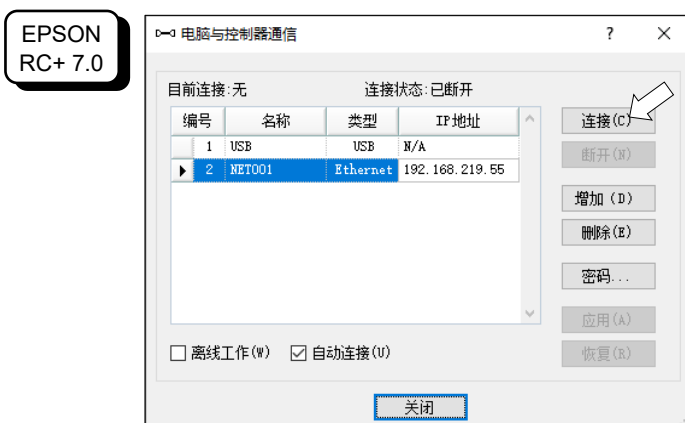 EPSON
RC+ 7.0
电脑与控制器通信
目前连接:无 连接状态:已断开
编号 名称 类型 IP地址
1 USB USB N/A
2 NET001 Ethernet 192.168.219.55
连接(C)
断开(N)
增加 (D)
删除(E)
密码...
应用(A)
恢复(R)
离线工作(W) 自动连接(U)
关闭